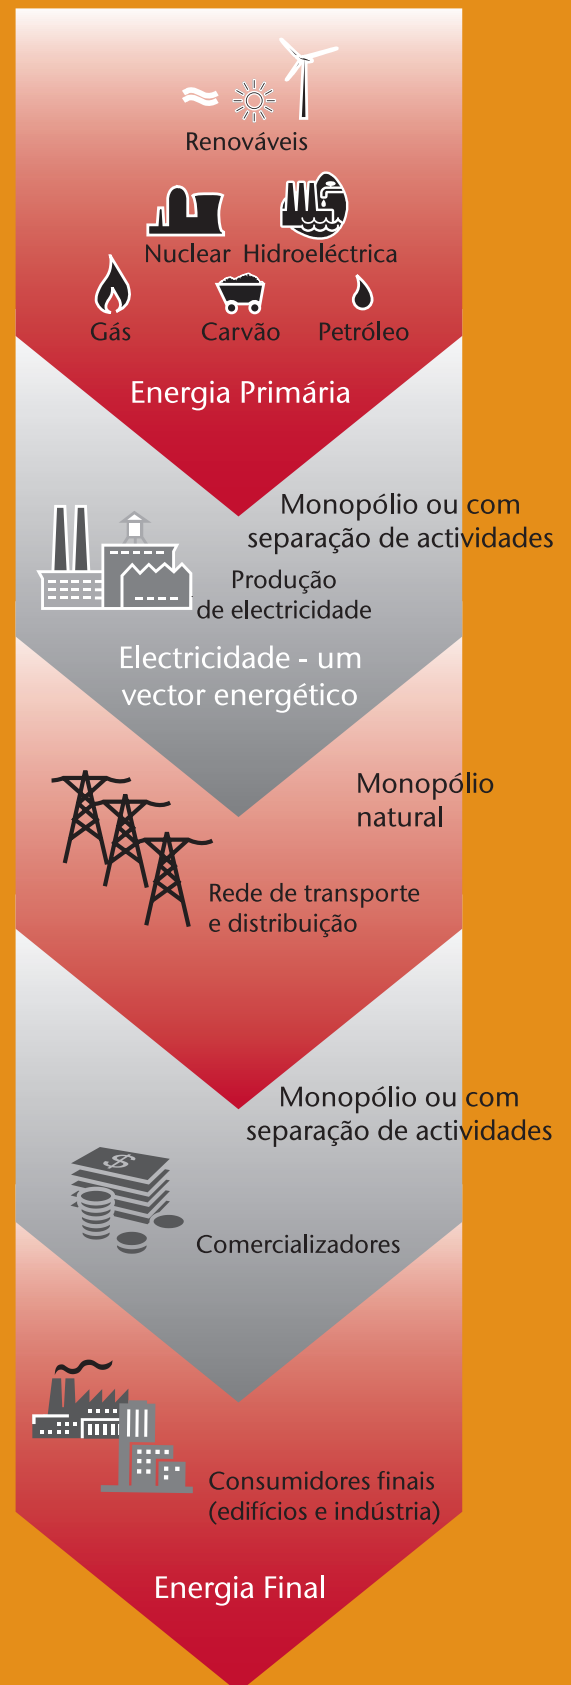 Renováveis
Nuclear Hidroeléctrica
Gás Carvão Petróleo
Energia Primária
Monopólio ou com
separação de actividades
Produção
de electricidade
Electricidade - um
vector energético
Monopólio
natural
Rede de transporte
e distribuição
Monopólio ou com
separação de actividades
$
Comercializadores
Consumidores finais
(edifícios e indústria)
Energia Final